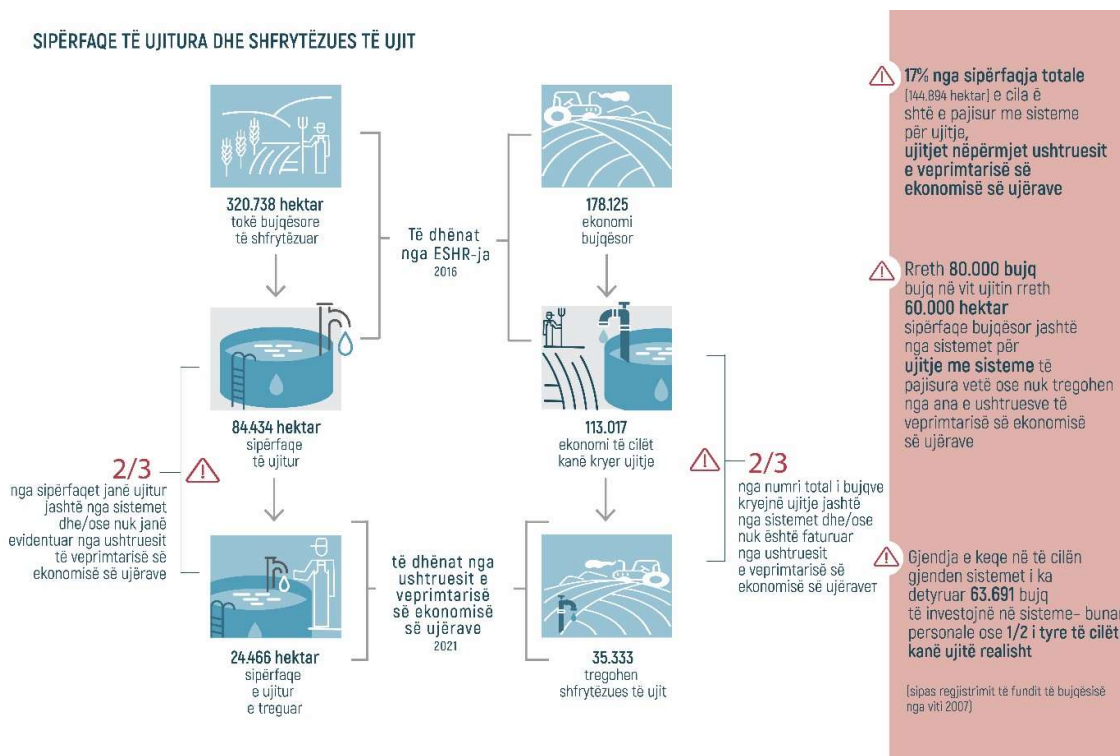 SIPËRFAQE TË UJITURA DHE SHFRYTËZUES TË UJIT
320.738 hektar
tokë bujqësore
të shfrytëzuar
Të dhënat
nga ESHR-ja
2016
178.125
ekonomi
bujqësor
84.434 hektar
sipërfaqe
të ujitur
113.017
ekonomi të cilët
kanë kryer ujitje
2/3
nga sipërfaqet janë ujitur
jashtë nga sistemet
dhe/ose nuk janë
evidentuar nga ushtruesit
të veprimtarisë së
ekonomisë së ujërave
2/3
nga numri total i bujqve
kryejnë ujitje jashtë
nga sistemet dhe/ose
nuk është faturuar
nga ushtruesit
e veprimtarisë së
ekonomisë së ujëravet
të dhënat nga
ushtruesit e
veprimtarisë
së ekonomisë
së ujërave
2021
24.466 hektar
sipërfaqe
e ujitur
e treguar
35.333
tregohen
shfrytëzues të ujit
17% nga sipërfaqja totale
[144.894 hektar] e cila ë
shtë e pajisur me sisteme
për ujitje,
ujitjet nëpërmjet ushtruesit
e veprimtarisë së
ekonomisë së ujërave
Rreth 80.000 bujq
bujq në vit ujitin rreth
60.000 hektar
sipërfaqe bujqësor jashtë
nga sistemet për
ujitje me sisteme të
pajisura vetë ose nuk tregohen
nga ana e ushtruesve të
veprimtarisë së ekonomisë
së ujërave
Gjendja e keqe në të cilën
gjenden sistemet i ka
detyruar 63.691 bujq
të investojnë në sisteme- bunar
personale ose 1/2 i tyre të cilët
kanë ujitë realisht
(sipas regjistrimit të fundit të bujqësisë
nga viti 2007)